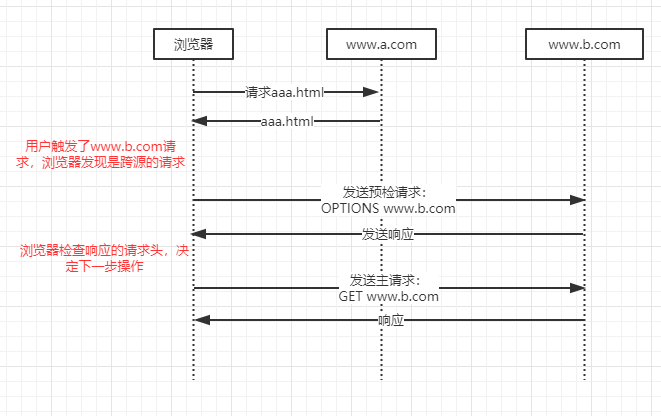 浏览器
www.a.com
www.b.com
请求aaa.html
aaa.html
用户触发了www.b.com请
求，浏览器发现是跨源的请求
发送预检请求：
OPTIONS www.b.com
发送响应
浏览器检查响应的请求头，决
定下一步操作
发送主请求：
GET www.b.com
响应